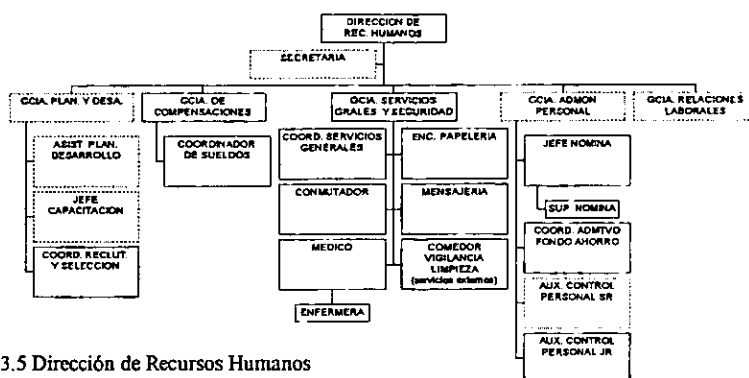 DIRECCION DE
REC. HUMANOS
SECRETARIA
GCIA. PLAN. Y DESA.
GCIA. DE
COMPENSACIONES
GCIA. SERVICIOS
GRALES Y SEGURIDAD
GCIA. ADMON
PERSONAL
GCIA. RELACIONES
LABORALES
ASIST. PLAN.
DESARROLLO
JEFE
CAPACITACION
COORD. RECLUT.
Y SELECCION
COORDINADOR
DE SUELDOS
COORD. SERVICIOS
GENERALES
ENC. PAPELERIA
CONMUTADOR
MENSAJERIA
MEDICO
COMEDOR
VIGILANCIA
LIMPIEZA
(servicios externos)
ENFERMERA
JEFE NOMINA
SUP. NOMINA
COORD. ADMTVO
FONDO AHORRO
AUX. CONTROL
PERSONAL SR
AUX. CONTROL
PERSONAL JR
3.5 Dirección de Recursos Humanos